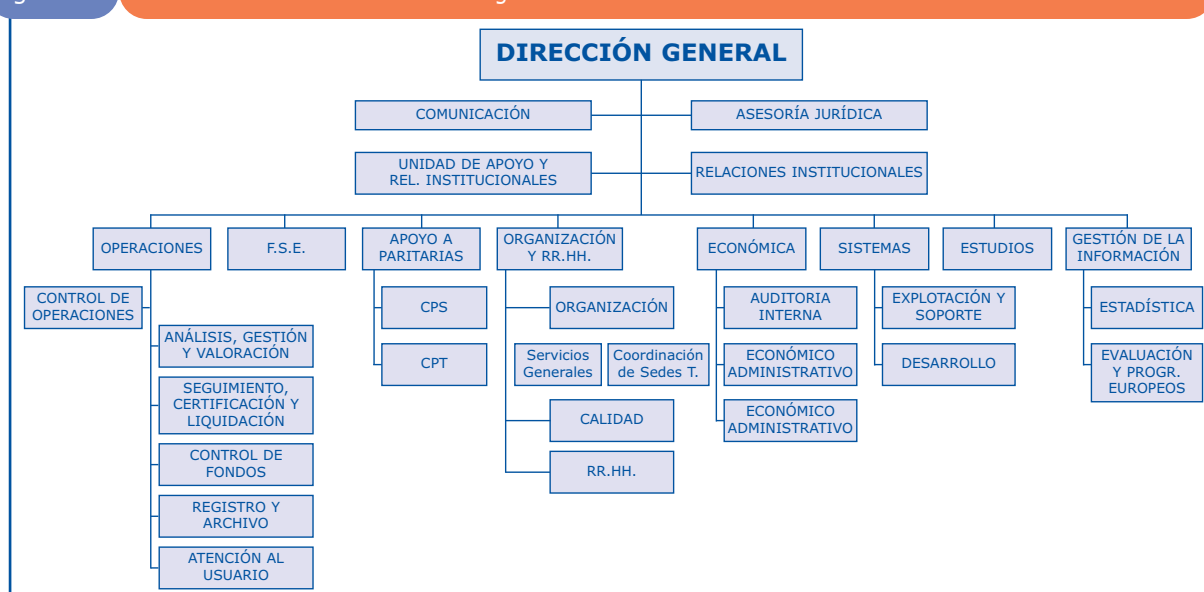 DIRECCIÓN GENERAL
COMUNICACIÓN
ASESORÍA JURÍDICA
UNIDAD DE APOYO Y
REL. INSTITUCIONALES
RELACIONES INSTITUCIONALES
OPERACIONES
F.S.E.
APOYO A
PARITARIAS
ORGANIZACIÓN
Y RR.HH.
ECONÓMICA
SISTEMAS
ESTUDIOS
GESTIÓN DE LA
INFORMACIÓN
CONTROL DE
OPERACIONES
ANÁLISIS, GESTIÓN
Y VALORACIÓN
SEGUIMIENTO,
CERTIFICACIÓN Y
LIQUIDACIÓN
CONTROL DE
FONDOS
REGISTRO Y
ARCHIVO
ATENCIÓN AL
USUARIO
CPS
CPT
ORGANIZACIÓN
Servicios
Generales
Coordinación
de Sedes T.
CALIDAD
RR.HH.
AUDITORIA
INTERNA
ECONÓMICO
ADMINISTRATIVO
ECONÓMICO
ADMINISTRATIVO
EXPLOTACIÓN Y
SOPORTE
DESARROLLO
ESTADÍSTICA
EVALUACIÓN
Y PROGR.
EUROPEOS